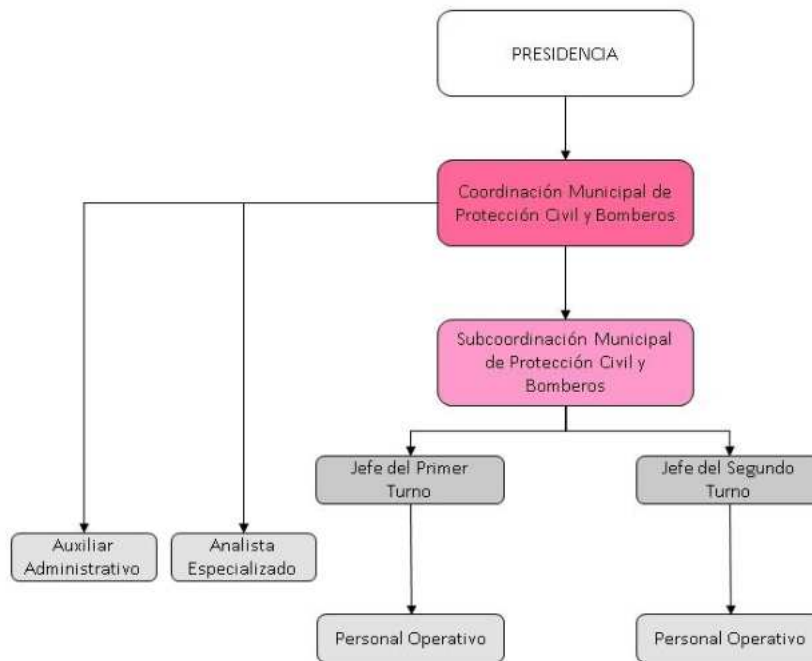 PRESIDENCIA
Coordinación Municipal de
Protección Civil y Bomberos
Subcoordinación Municipal
de Protección Civil y
Bomberos
Jefe del Primer
Turno
Jefe del Segundo
Turno
Auxiliar
Administrativo
Analista
Especializado
Personal Operativo
Personal Operativo